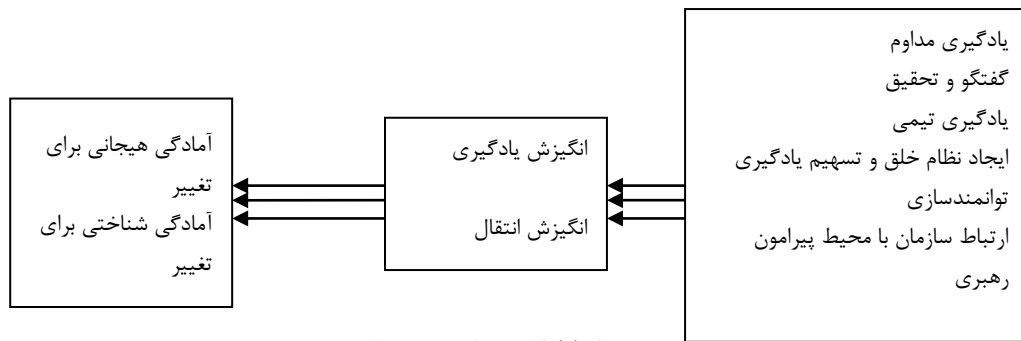 یادگیری مداوم
گفتگو و تحقیق
یادگیری تیمی
ایجاد نظام خلق و تسهیم یادگیری
توانمندسازی
ارتباط سازمان با محیط پیرامون
رهبری
انگیزش یادگیری
انگیزش انتقال
آمادگی هیجانی برای
تغییر
آمادگی شناختی برای
تغییر